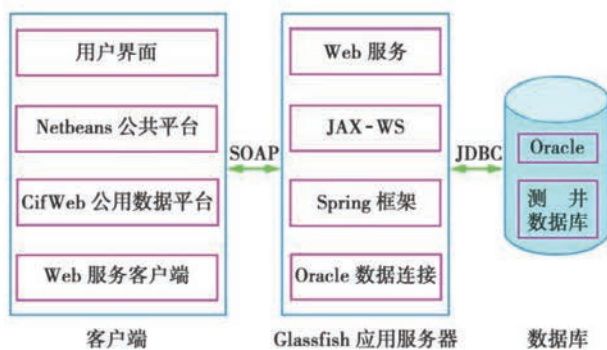 用户界面
Netbeans 公共平台
CifWeb 公用数据平台
Web 服务客户端
客户端
SOAP
Web 服务
JAX-WS
Spring 框架
Oracle 数据连接
Glassfish 应用服务器
JDBC
Oracle
测 井
数据库
数据库